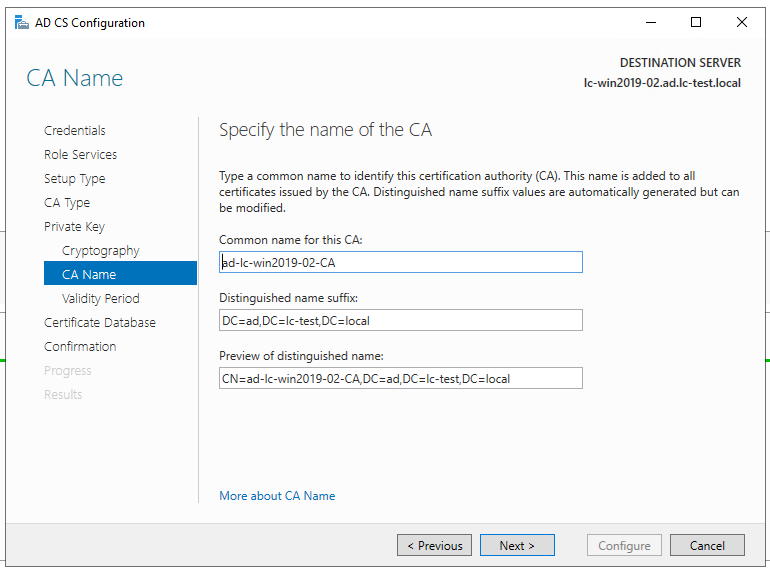 AD CS Configuration
DESTINATION SERVER
lc-win2019-02.ad.lc-test.local
CA Name
Credentials
Role Services
Setup Type
CA Type
Private Key
Cryptography
CA Name
Validity Period
Certificate Database
Confirmation
Progress
Results
Specify the name of the CA
Type a common name to identify this certification authority (CA). This name is added to all
certificates issued by the CA. Distinguished name suffix values are automatically generated but can
be modified.
Common name for this CA:
ad-lc-win2019-02-CA
Distinguished name suffix:
DC=ad,DC=lc-test,DC=local
Preview of distinguished name:
CN=ad-lc-win2019-02-CA,DC=ad,DC=lc-test,DC=local
More about CA Name
< Previous
Next >
Configure
Cancel